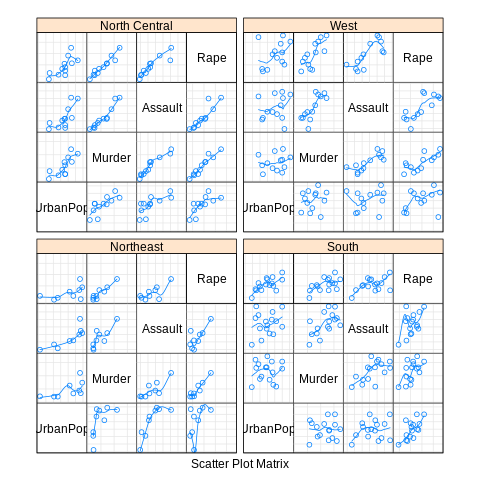 North Central
Rape
Assault
Murder
UrbanPop
West
Rape
Assault
Murder
UrbanPop
Northeast
Rape
Assault
Murder
UrbanPop
South
Rape
Assault
Murder
UrbanPop
Scatter Plot Matrix